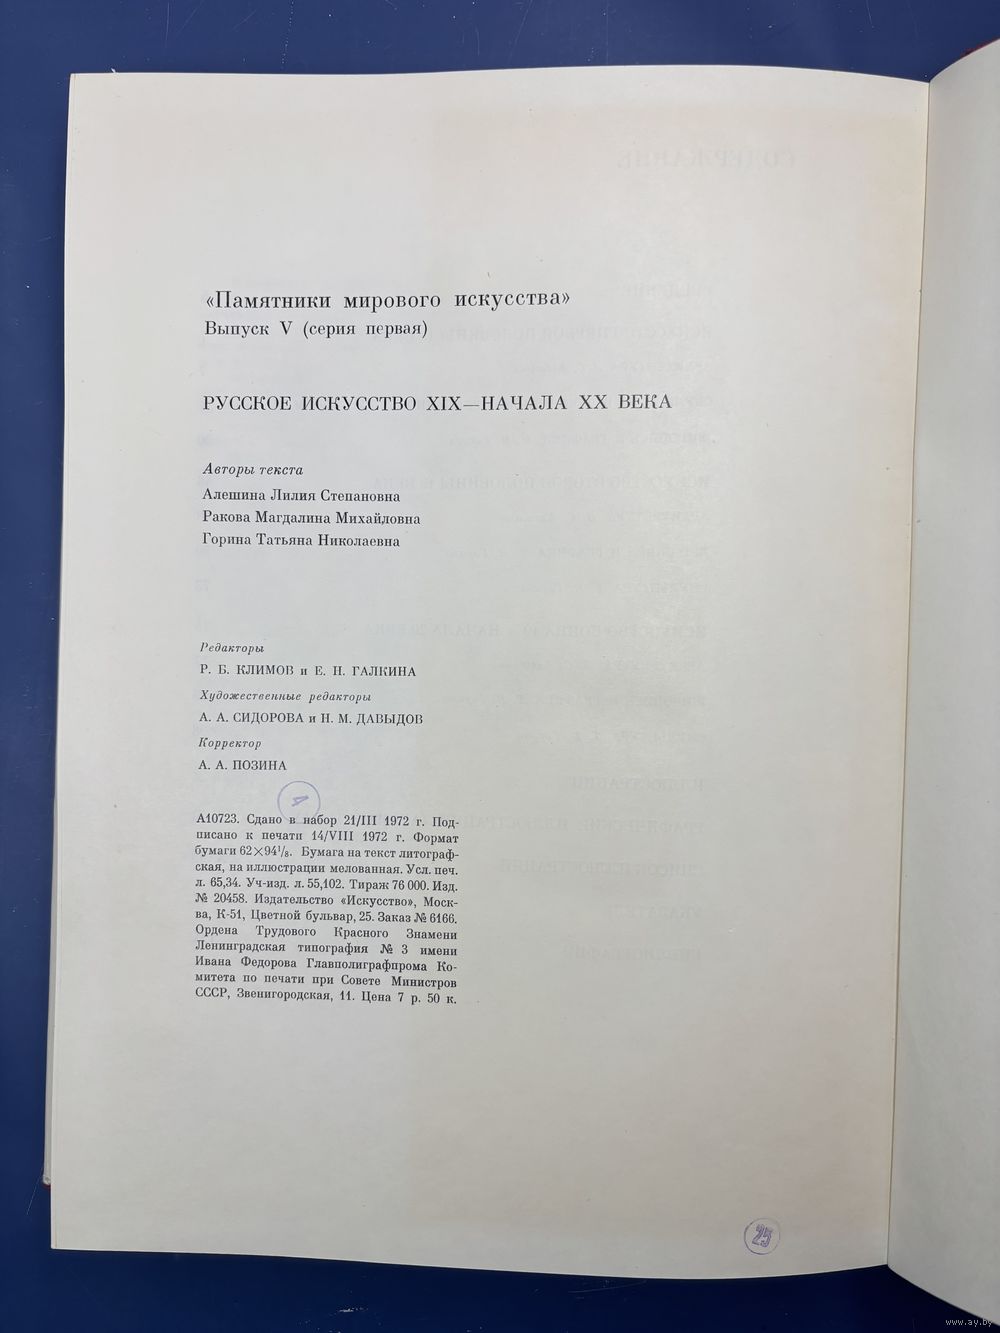 «Памятники мирового искусства»
Выпуск V (серия первая)
РУССКОЕ ИСКУССТВО XIX—НАЧАЛА XX ВЕКА
Авторы текста
Алешина Лилия Степановна
Ракова Магдалина Михайловна
Горина Татьяна Николаевна
Редакторы
Р. Б. КЛИМОВ и Е. Н. ГАЛКИНА
Художественные редакторы
А. А. СИДОРОВА и Н. М. ДАВЫДОВ
Корректор
А. А. ПОЗИНА
4
А10723. Сдано в набор 21/III 1972 г. Под-
писано к печати 14/VIII 1972 г. Формат
бумаги 62×94¹/₈. Бумага на текст литограф-
ская, на иллюстрации мелованная. Усл. печ.
л. 65,34. Уч-изд. л. 55,102. Тираж 76 000. Изд.
№ 20458. Издательство «Искусство», Моск-
ва, К-51, Цветной бульвар, 25. Заказ № 6166.
Ордена Трудового Красного Знамени
Ленинградская типография № 3 имени
Ивана Федорова Главполиграфпрома Ко-
митета по печати при Совете Министров
СССР, Звенигородская, 11. Цена 7 р. 50 к.
25
www.ay.by